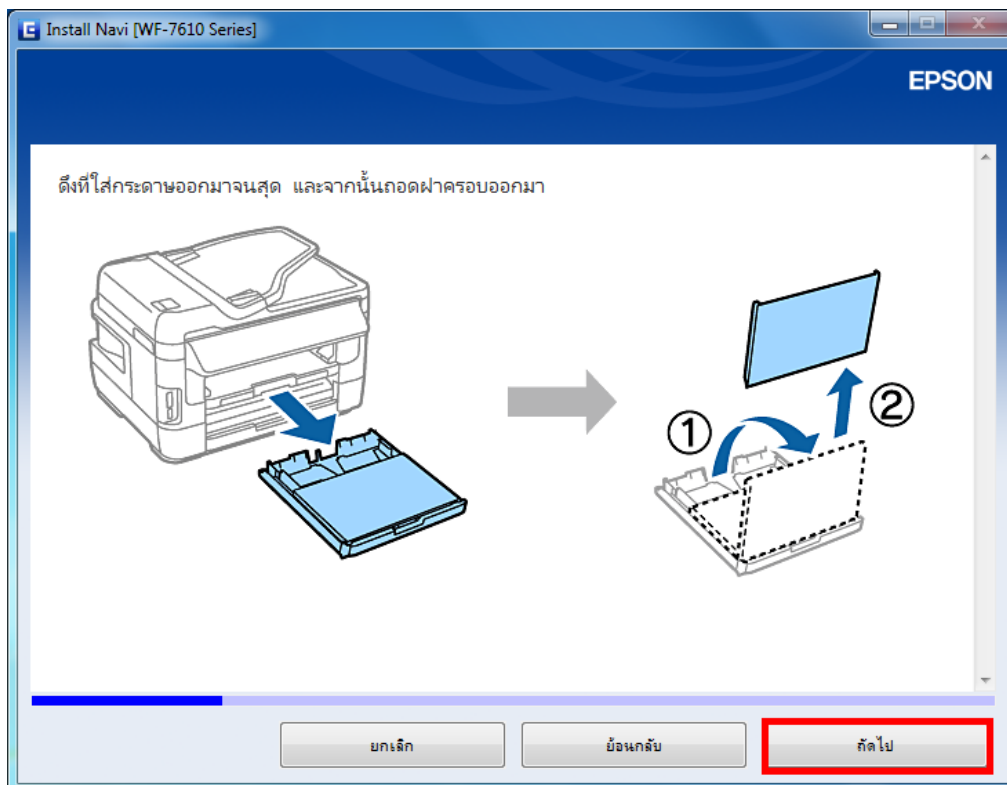 Install Navi [WF-7610 Series]
EPSON
ดึงที่ใส่กระดาษออกมาจนสุด และจากนั้นถอดฝาครอบออกมา
① ②
ยกเลิก ย้อนกลับ ถัดไป